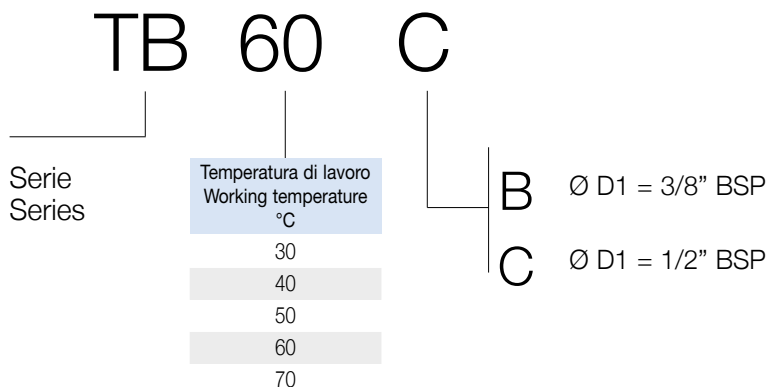 TB 60 C
Serie
Series
Temperatura di lavoro
Working temperature
°C
30
40
50
60
70
B Ø D1 = 3/8” BSP
C Ø D1 = 1/2” BSP